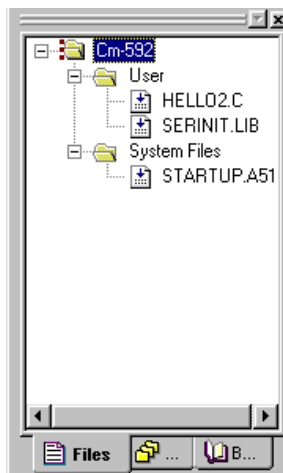 Cm-592
User
HELLO2.C
SERINIT.LIB
System Files
STARTUP.A51
Files ... B...